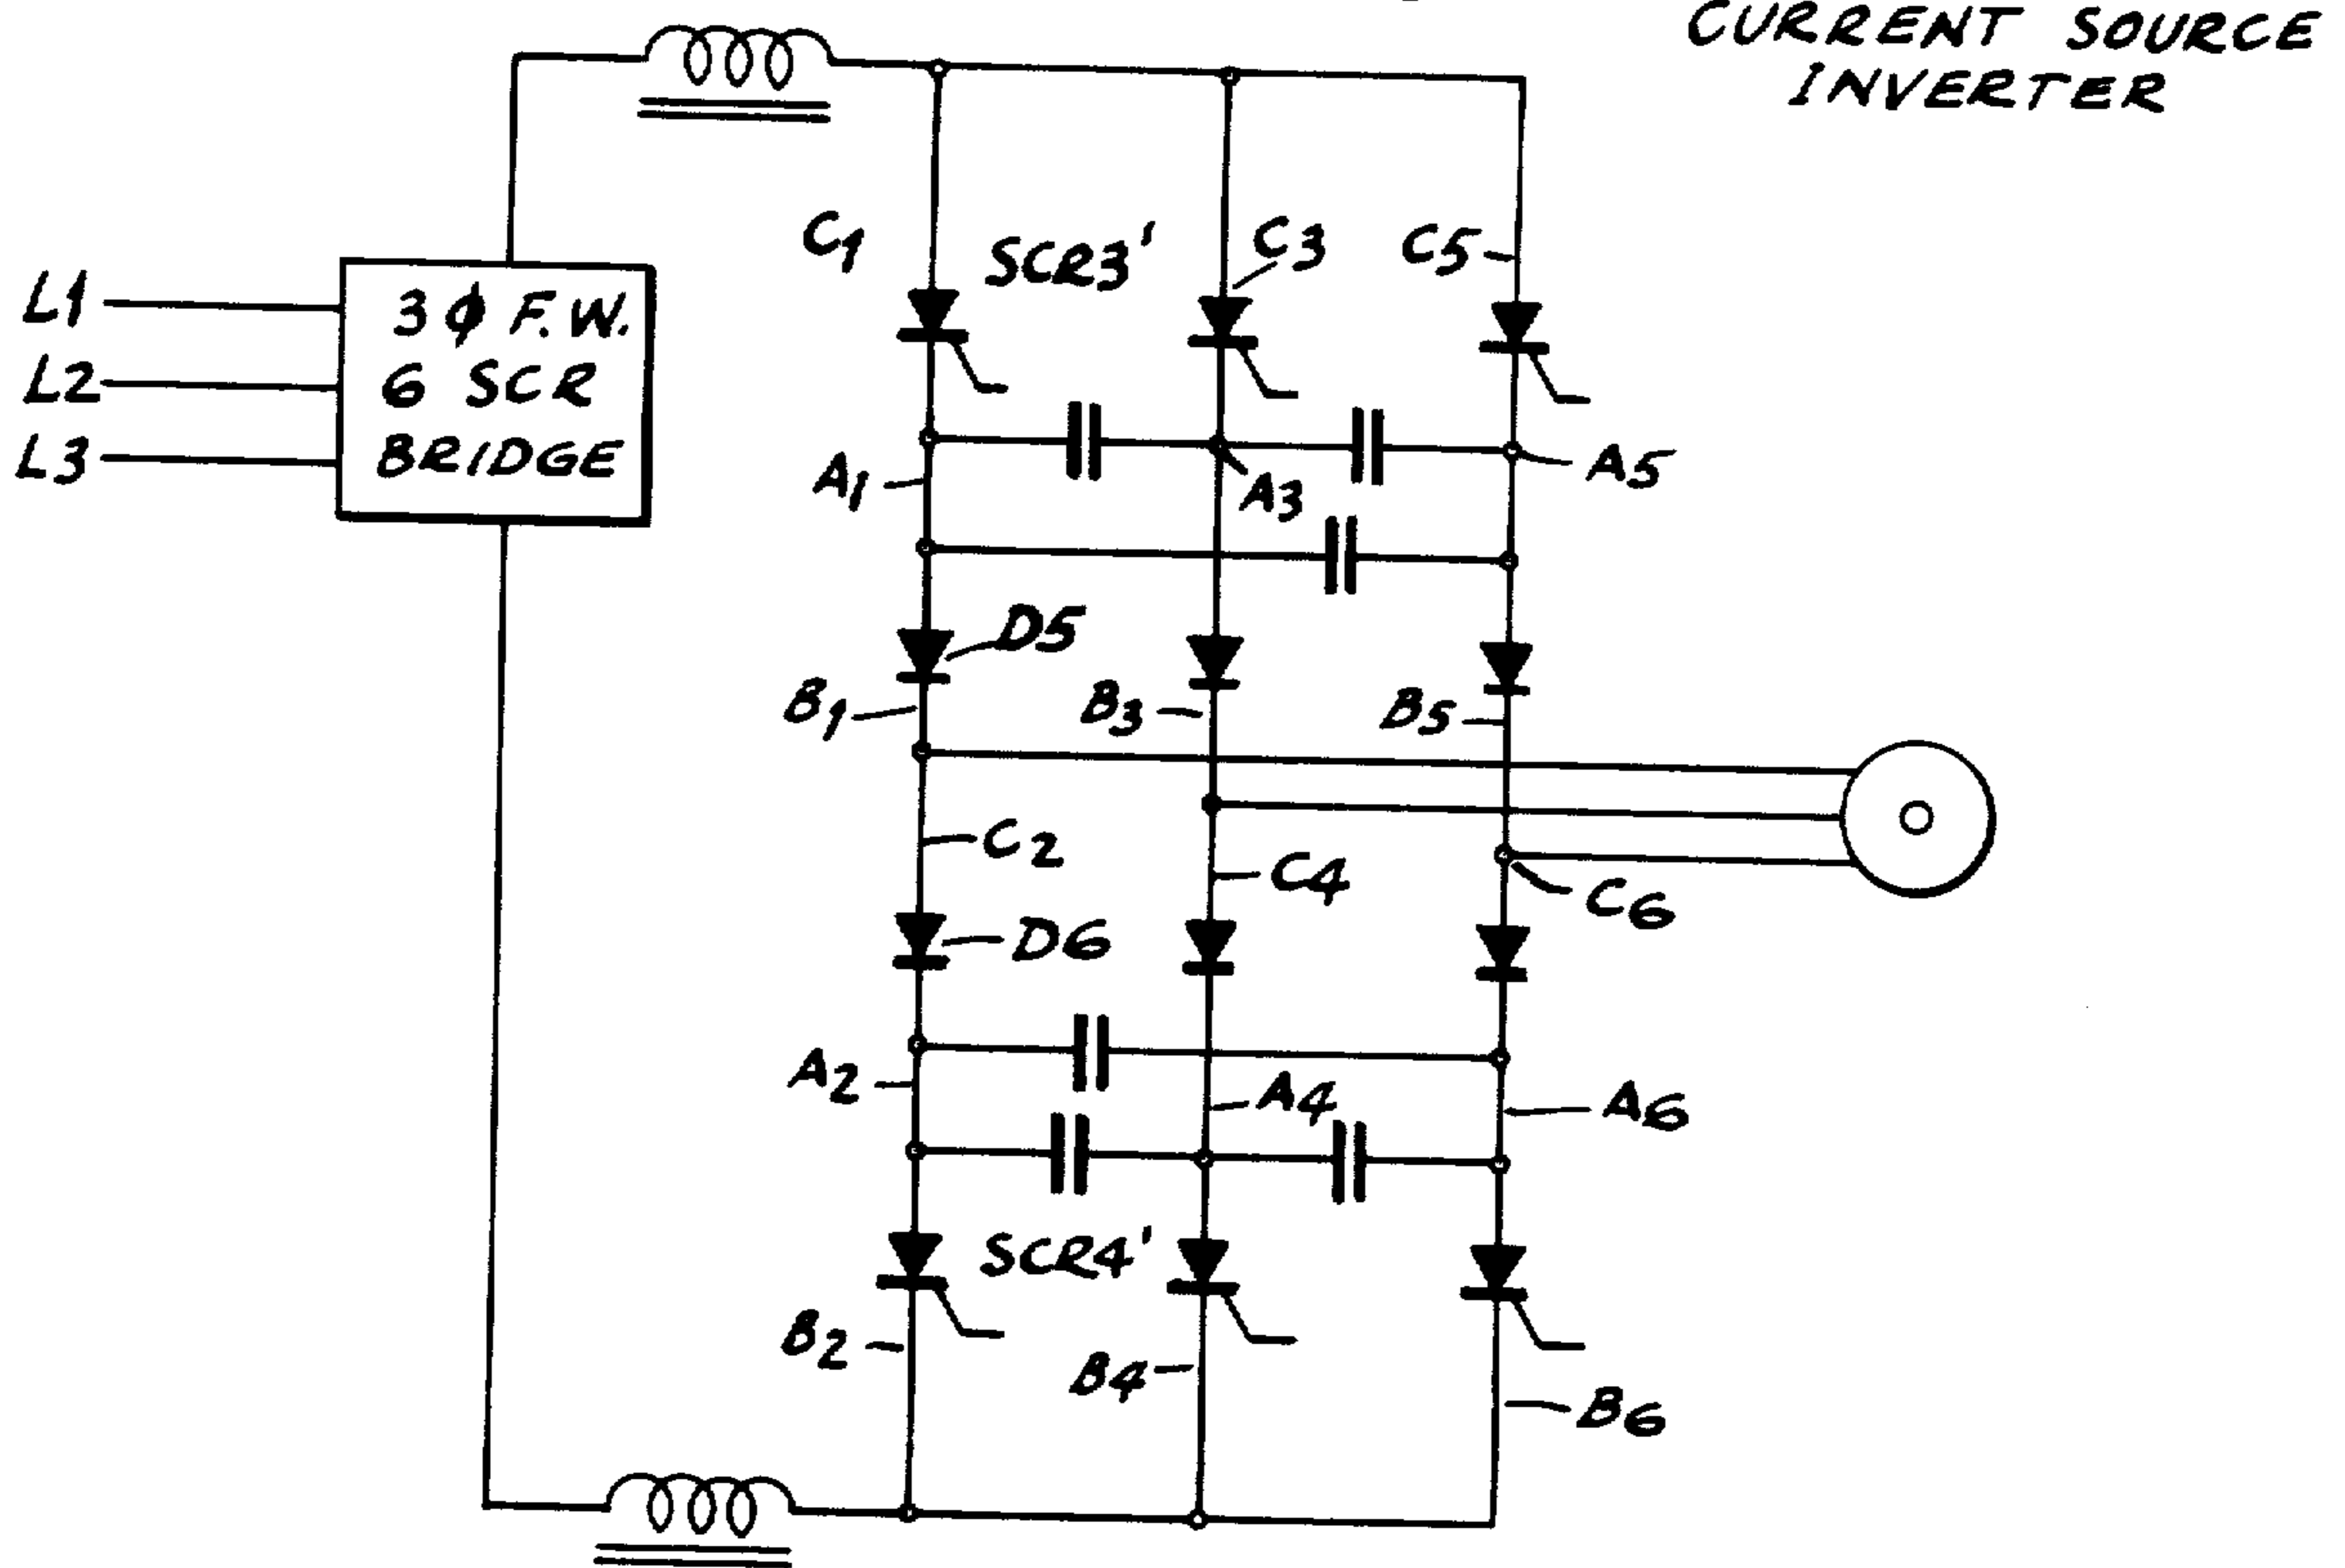 CURRENT SOURCE
INVERTER
C1
SCR3'
C3
C5
L1
L2
L3
3φ F.W.
6 SCR
BRIDGE
A1
A3
A5
D5
B1
B3
B5
C2
C4
C6
D6
A2
A4
A6
SCR4'
B2
B4
B6